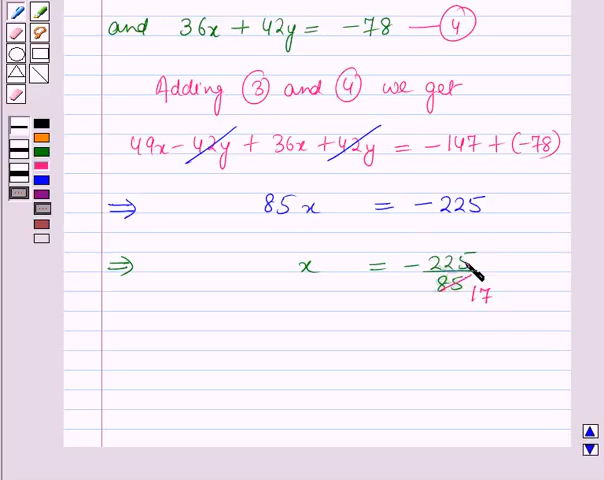 and 36x + 42y = -78 — 4
Adding 3 and 4 we get
49x - 42y + 36x + 42y = -147 + (-78)
⇒ 85x = -225
⇒ x = - 225
85 17